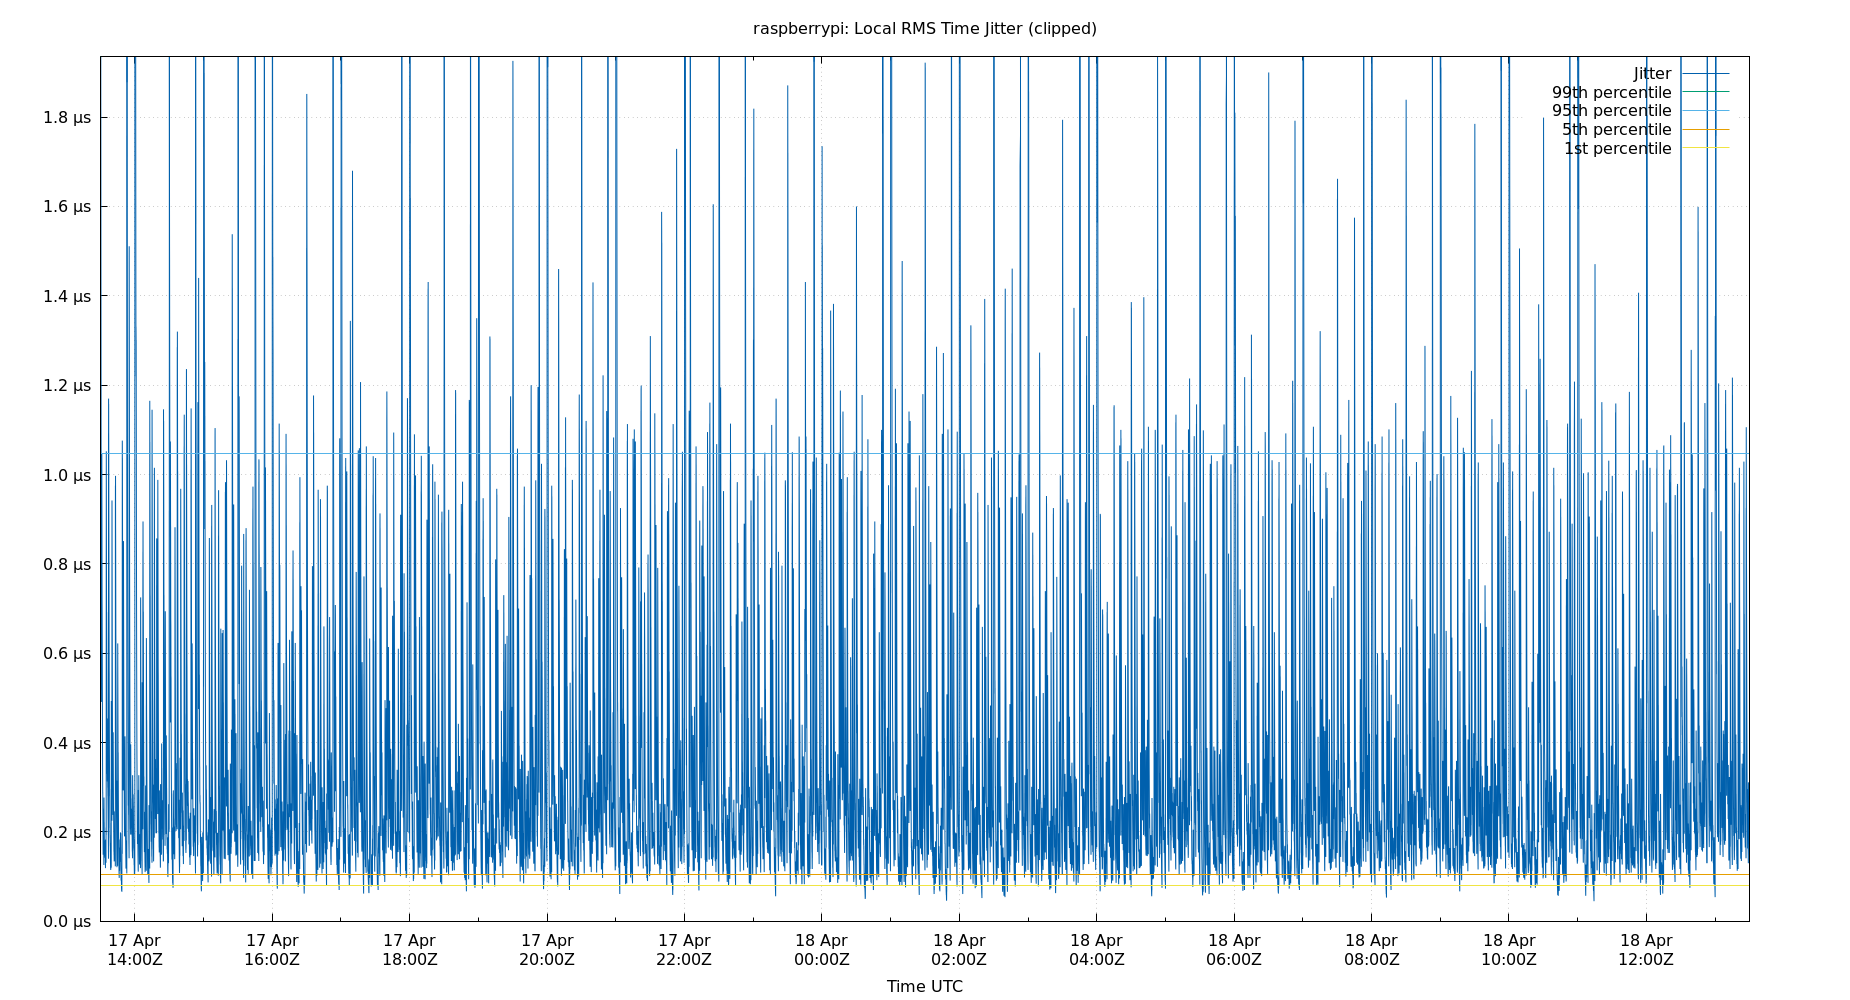 raspberrypi: Local RMS Time Jitter (clipped)
Jitter
99th percentile
95th percentile
5th percentile
1st percentile
1.8 µs
1.6 µs
1.4 µs
1.2 µs
1.0 µs
0.8 µs
0.6 µs
0.4 µs
0.2 µs
0.0 µs
17 Apr 17 Apr 17 Apr 17 Apr 17 Apr 18 Apr 18 Apr 18 Apr 18 Apr 18 Apr 18 Apr 18 Apr
14:00Z 16:00Z 18:00Z 20:00Z 22:00Z 00:00Z 02:00Z 04:00Z 06:00Z 08:00Z 10:00Z 12:00Z
Time UTC